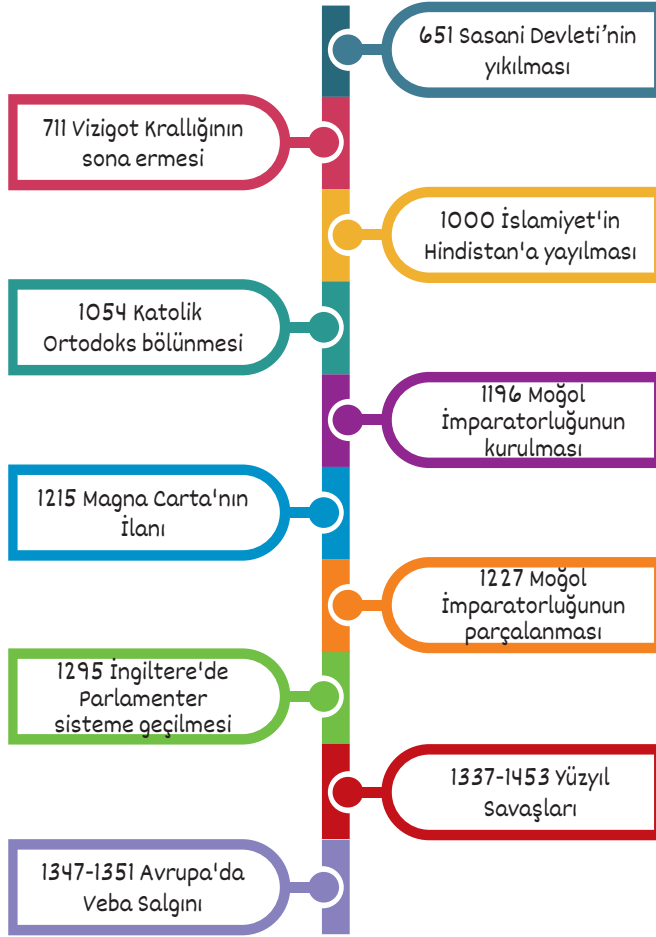 651 Sasani Devleti’nin
yıkılması
711 Vizigot Krallığının
sona ermesi
1000 İslamiyet'in
Hindistan'a yayılması
1054 Katolik
Ortodoks bölünmesi
1196 Moğol
İmparatorluğunun
kurulması
1215 Magna Carta'nın
İlanı
1227 Moğol
İmparatorluğunun
parçalanması
1295 İngiltere'de
Parlamenter
sisteme geçilmesi
1337-1453 Yüzyıl
Savaşları
1347-1351 Avrupa'da
Veba Salgını